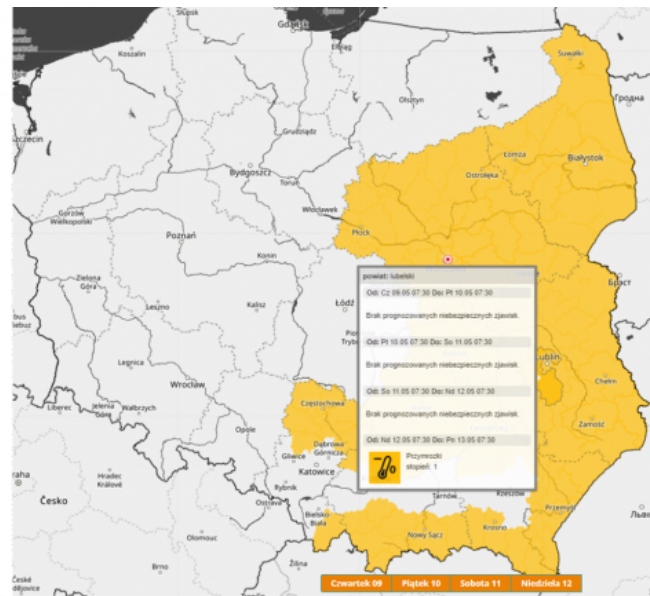 Gdańsk
Koszalin
Elbląg
Suwałki
Гродна
Olsztyn
Szczecin
Grudziądz
Łomża
Białystok
Bydgoszcz
Ostrołęka
Toruń
Włocławek
Gorzów
Wielkopolski
Płock
Poznań
Konin
powiat: lubelski
Zielona
Góra
Od: Cz 09.05 07:30 Do: Pt 10.05 07:30
Брэст
Leszno
Kalisz
Łódź
Brak prognozowanych niebezpiecznych zjawisk.
Od: Pt 10.05 07:30 Do: So 11.05 07:30
Lublin
Legnica
Brak prognozowanych niebezpiecznych zjawisk.
Chełm
Wrocław
Od: So 11.05 07:30 Do: Nd 12.05 07:30
Liberec
Jelenia
Góra
Wałbrzych
Częstochowa
Brak prognozowanych niebezpiecznych zjawisk.
Zamość
Opole
Od: Nd 12.05 07:30 Do: Pn 13.05 07:30
Dąbrowa
Górnicza
Gliwice
Przymrozki
stopień: 1
Katowice
Hradec
Králové
Rybnik
Tarnów
Rzeszów
Česko
Ostrava
Bielsko-
Biała
Przemyśl
Krosno
Nowy Sącz
Olomouc
Brno
Žilina
České
Czwartek 09
Piątek 10
Sobota 11
Niedziela 12